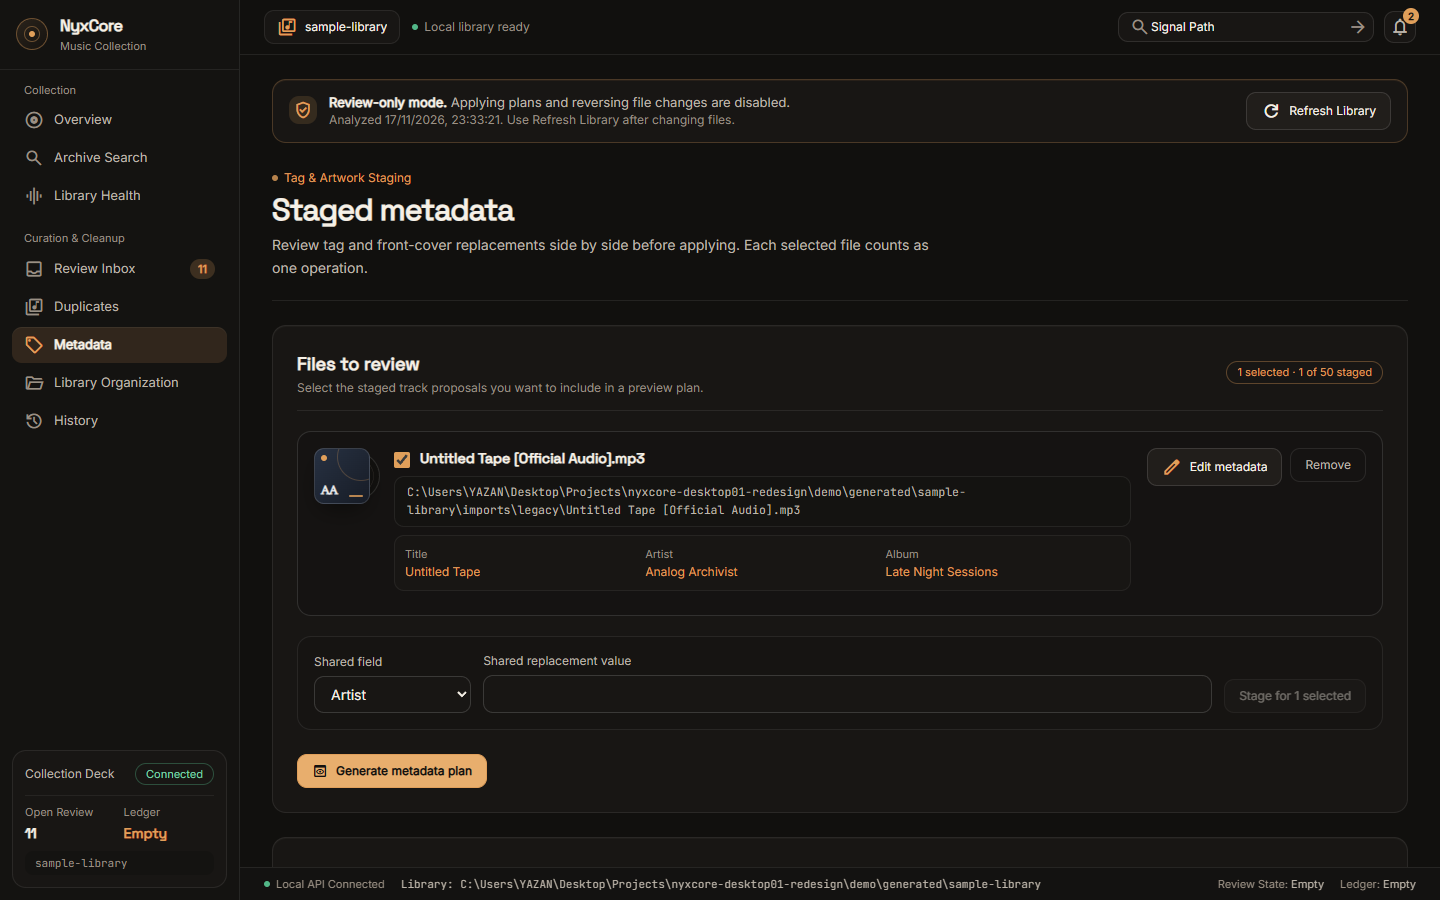 NyxCore
Music Collection
Collection
Overview
Archive Search
Library Health
Curation & Cleanup
Review Inbox
11
Duplicates
Metadata
Library Organization
History
Collection Deck
Connected
Open Review
Ledger
11
Empty
sample-library
sample-library
Local library ready
Signal Path
2
Review-only mode. Applying plans and reversing file changes are disabled.
Analyzed 17/11/2026, 23:33:21. Use Refresh Library after changing files.
Refresh Library
Tag & Artwork Staging
Staged metadata
Review tag and front-cover replacements side by side before applying. Each selected file counts as
one operation.
Files to review
Select the staged track proposals you want to include in a preview plan.
1 selected · 1 of 50 staged
AA
Untitled Tape [Official Audio].mp3
C:\Users\YAZAN\Desktop\Projects\nyxcore-desktop01-redesign\demo\generated\sample-
library\imports\legacy\Untitled Tape [Official Audio].mp3
Title
Artist
Album
Untitled Tape
Analog Archivist
Late Night Sessions
Edit metadata
Remove
Shared field
Shared replacement value
Artist
Stage for 1 selected
Generate metadata plan
Local API Connected
Library: C:\Users\YAZAN\Desktop\Projects\nyxcore-desktop01-redesign\demo\generated\sample-library
Review State: Empty
Ledger: Empty